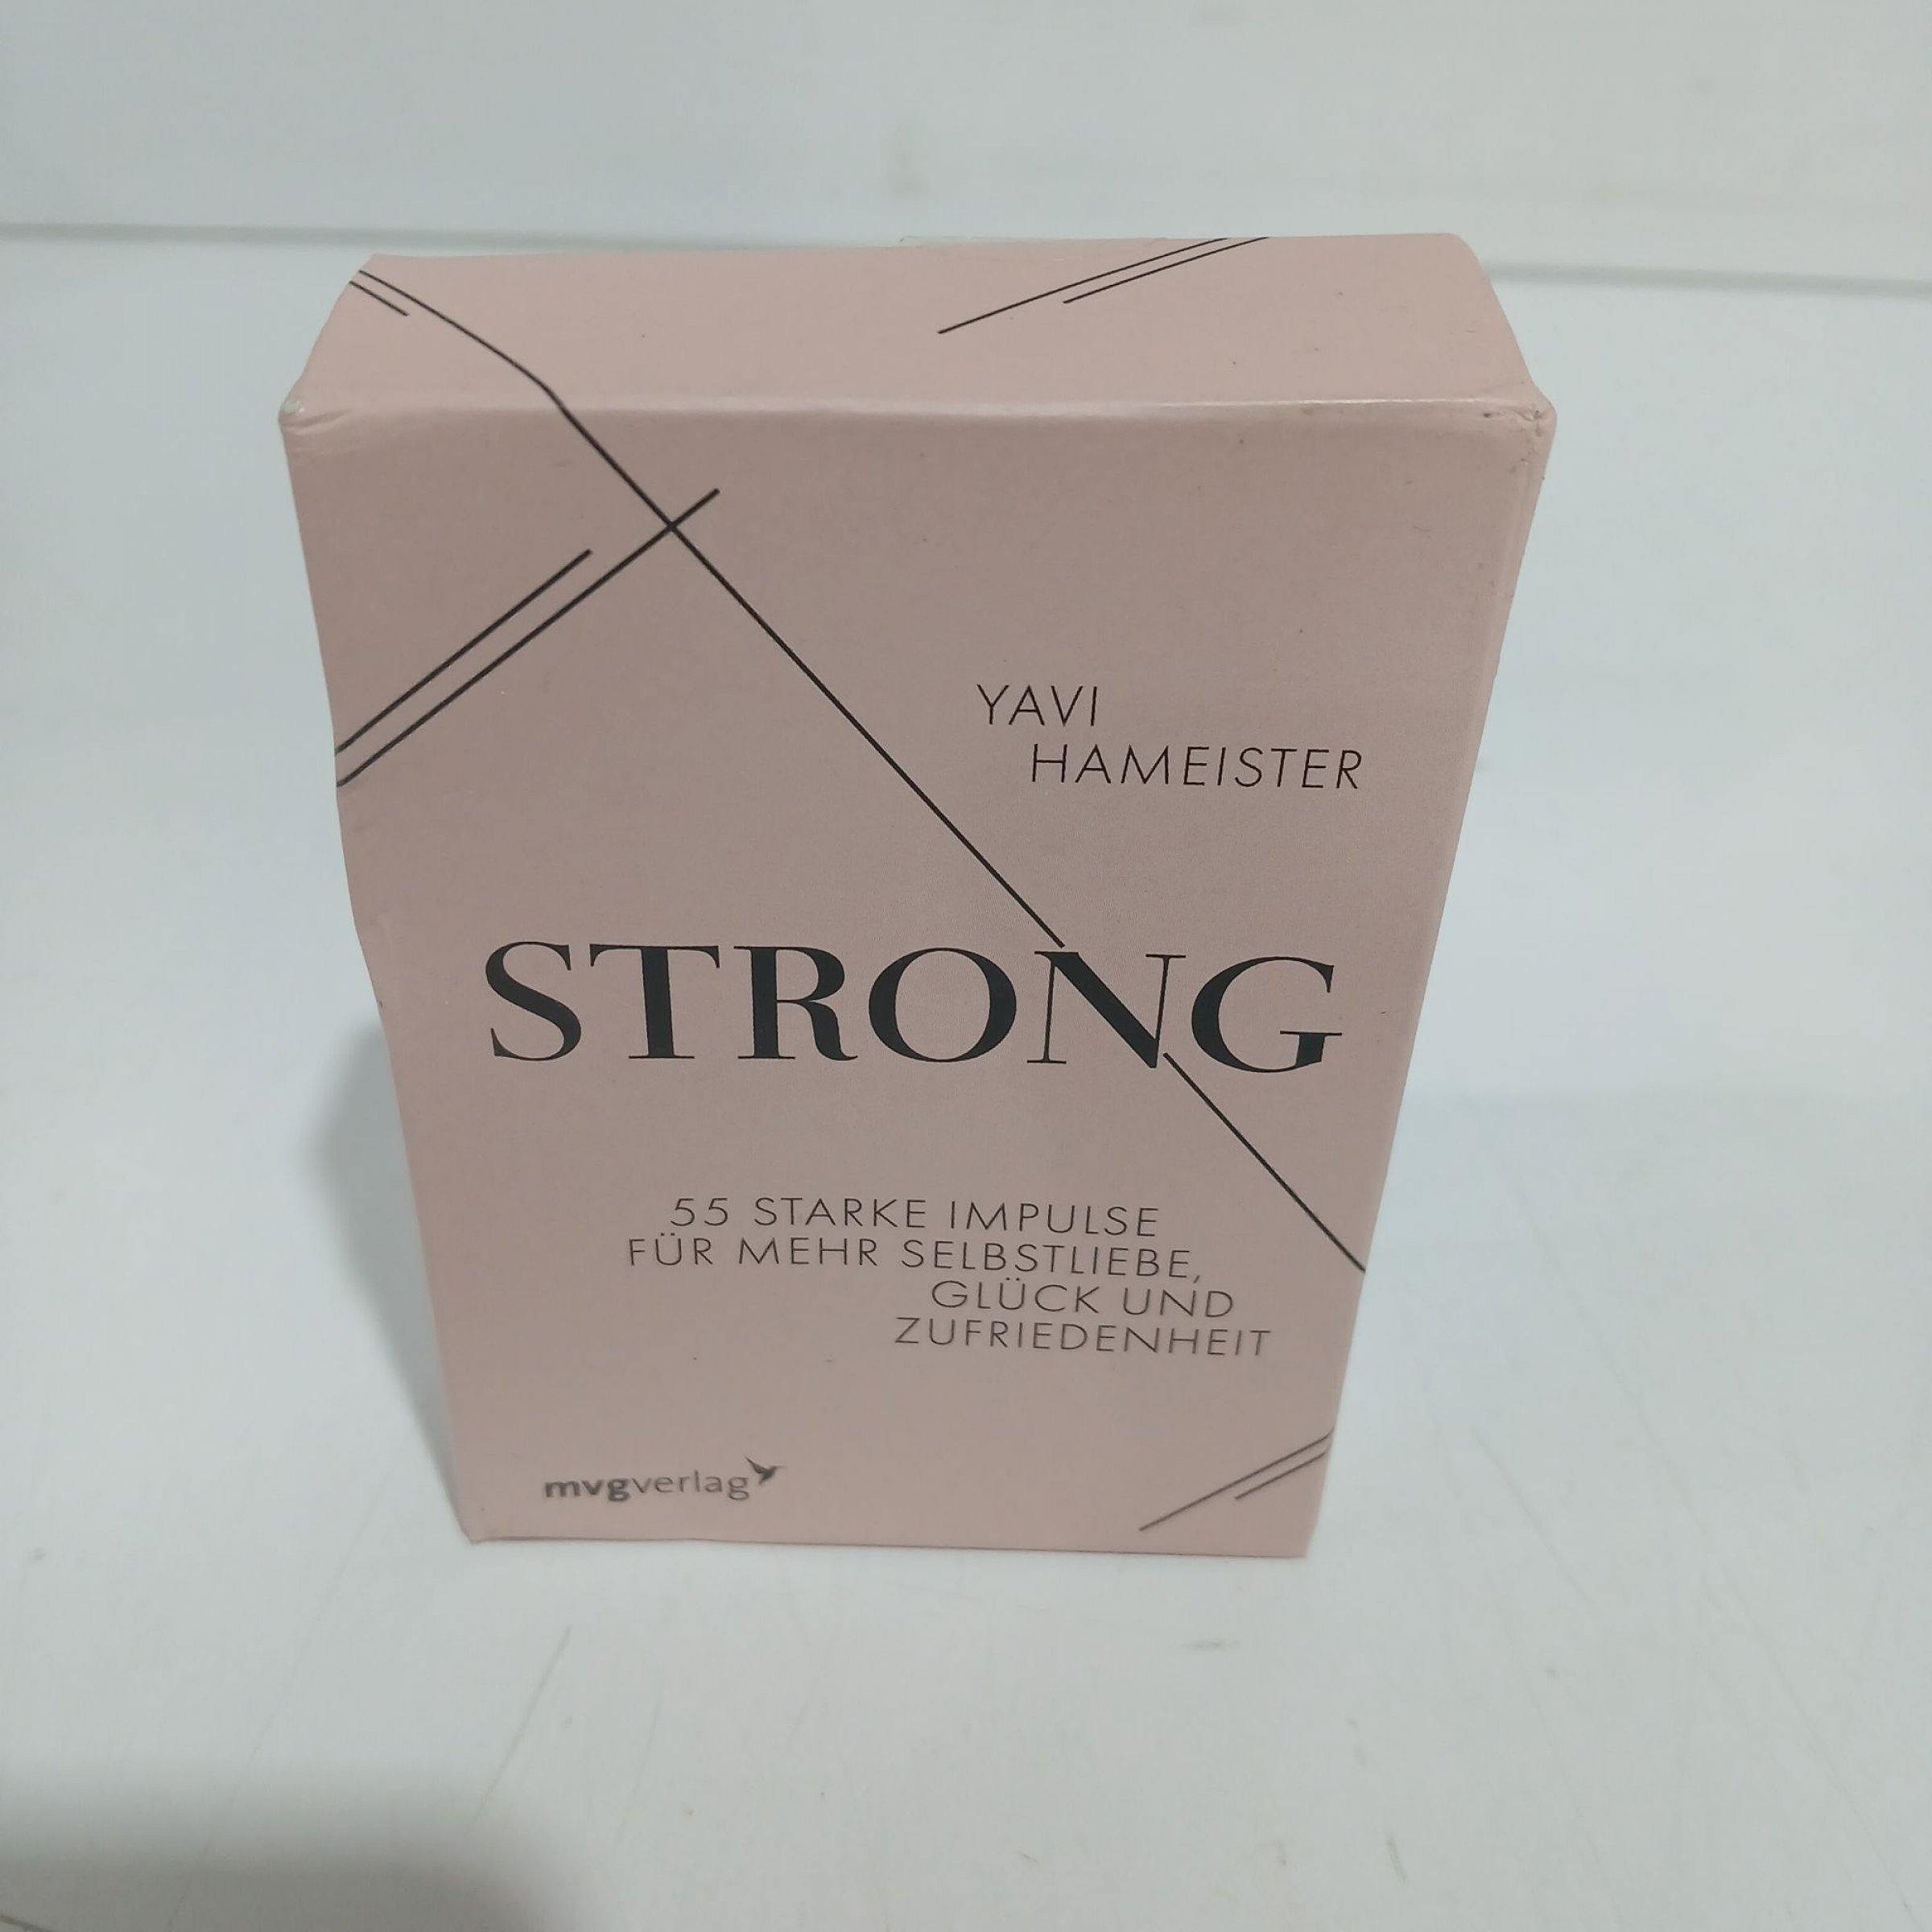 YAVI
HAMEISTER
STRONG
55 STARKE IMPULSE
FÜR MEHR SELBSTLIEBE,
GLÜCK UND
ZUFRIEDENHEIT
mvgverlag